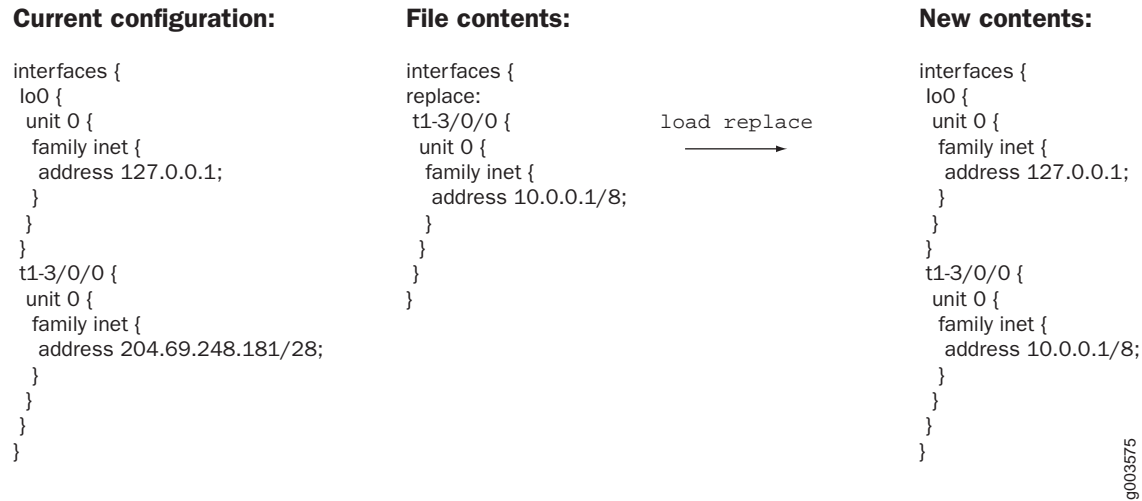 Current configuration:
interfaces {
lo0 {
unit 0 {
family inet {
address 127.0.0.1;
}
}
}
t1-3/0/0 {
unit 0 {
family inet {
address 204.69.248.181/28;
}
}
}
}
File contents:
interfaces {
replace:
t1-3/0/0 {
unit 0 {
family inet {
address 10.0.0.1/8;
}
}
}
}
load replace
New contents:
interfaces {
lo0 {
unit 0 {
family inet {
address 127.0.0.1;
}
}
}
t1-3/0/0 {
unit 0 {
family inet {
address 10.0.0.1/8;
}
}
}
}
g003575